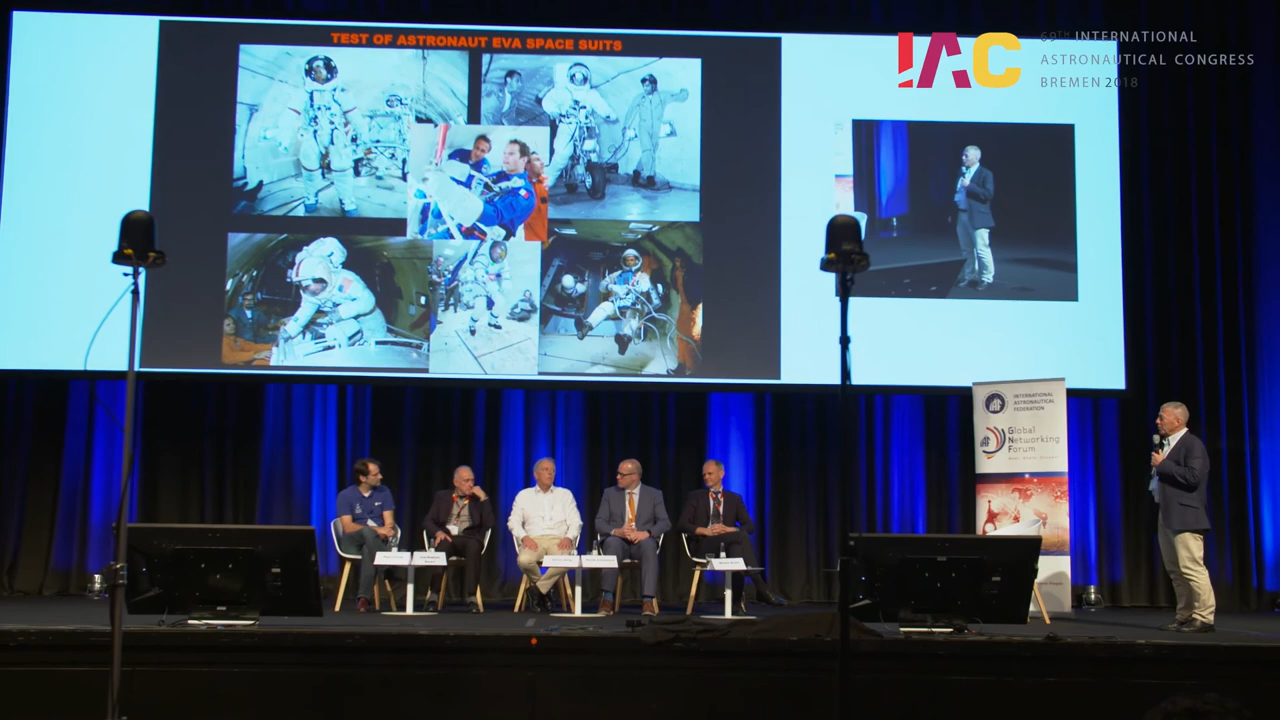 TEST OF ASTRONAUT EVA SPACE SUITS
IAC
69TH INTERNATIONAL
ASTRONAUTICAL CONGRESS
BREMEN 2018
INTERNATIONAL
ASTRONAUTICAL
FEDERATION
IAF
Global
Networking
Forum